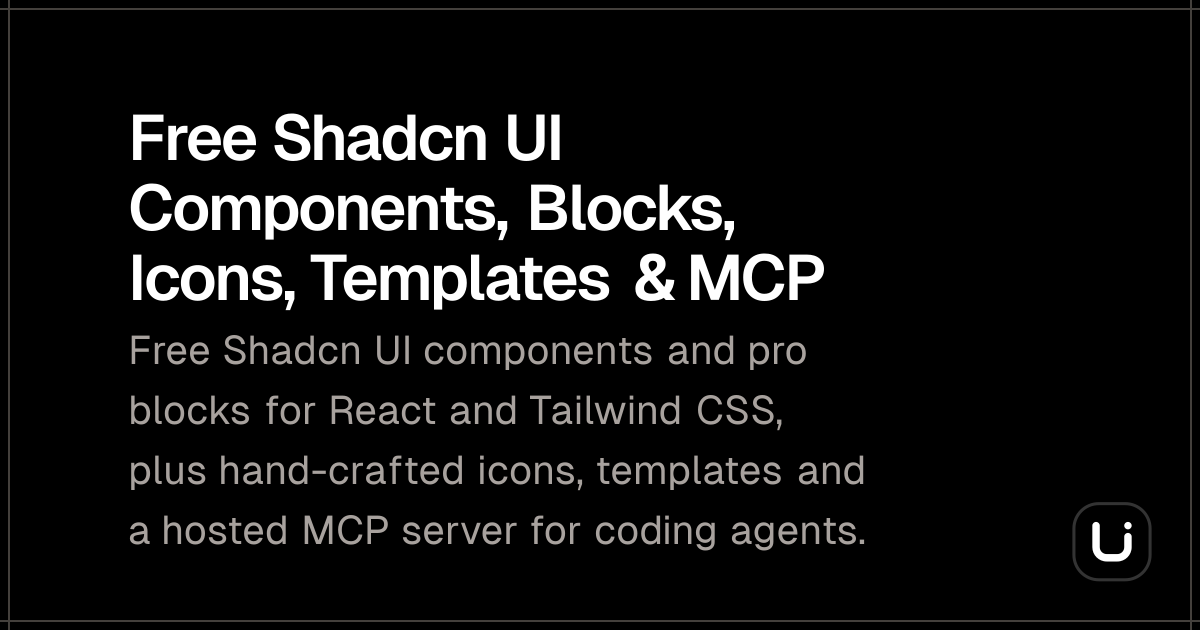 Free Shadcn UI
Components, Blocks,
Icons, Templates & MCP
Free Shadcn UI components and pro
blocks for React and Tailwind CSS,
plus hand-crafted icons, templates and
a hosted MCP server for coding agents.
Ui